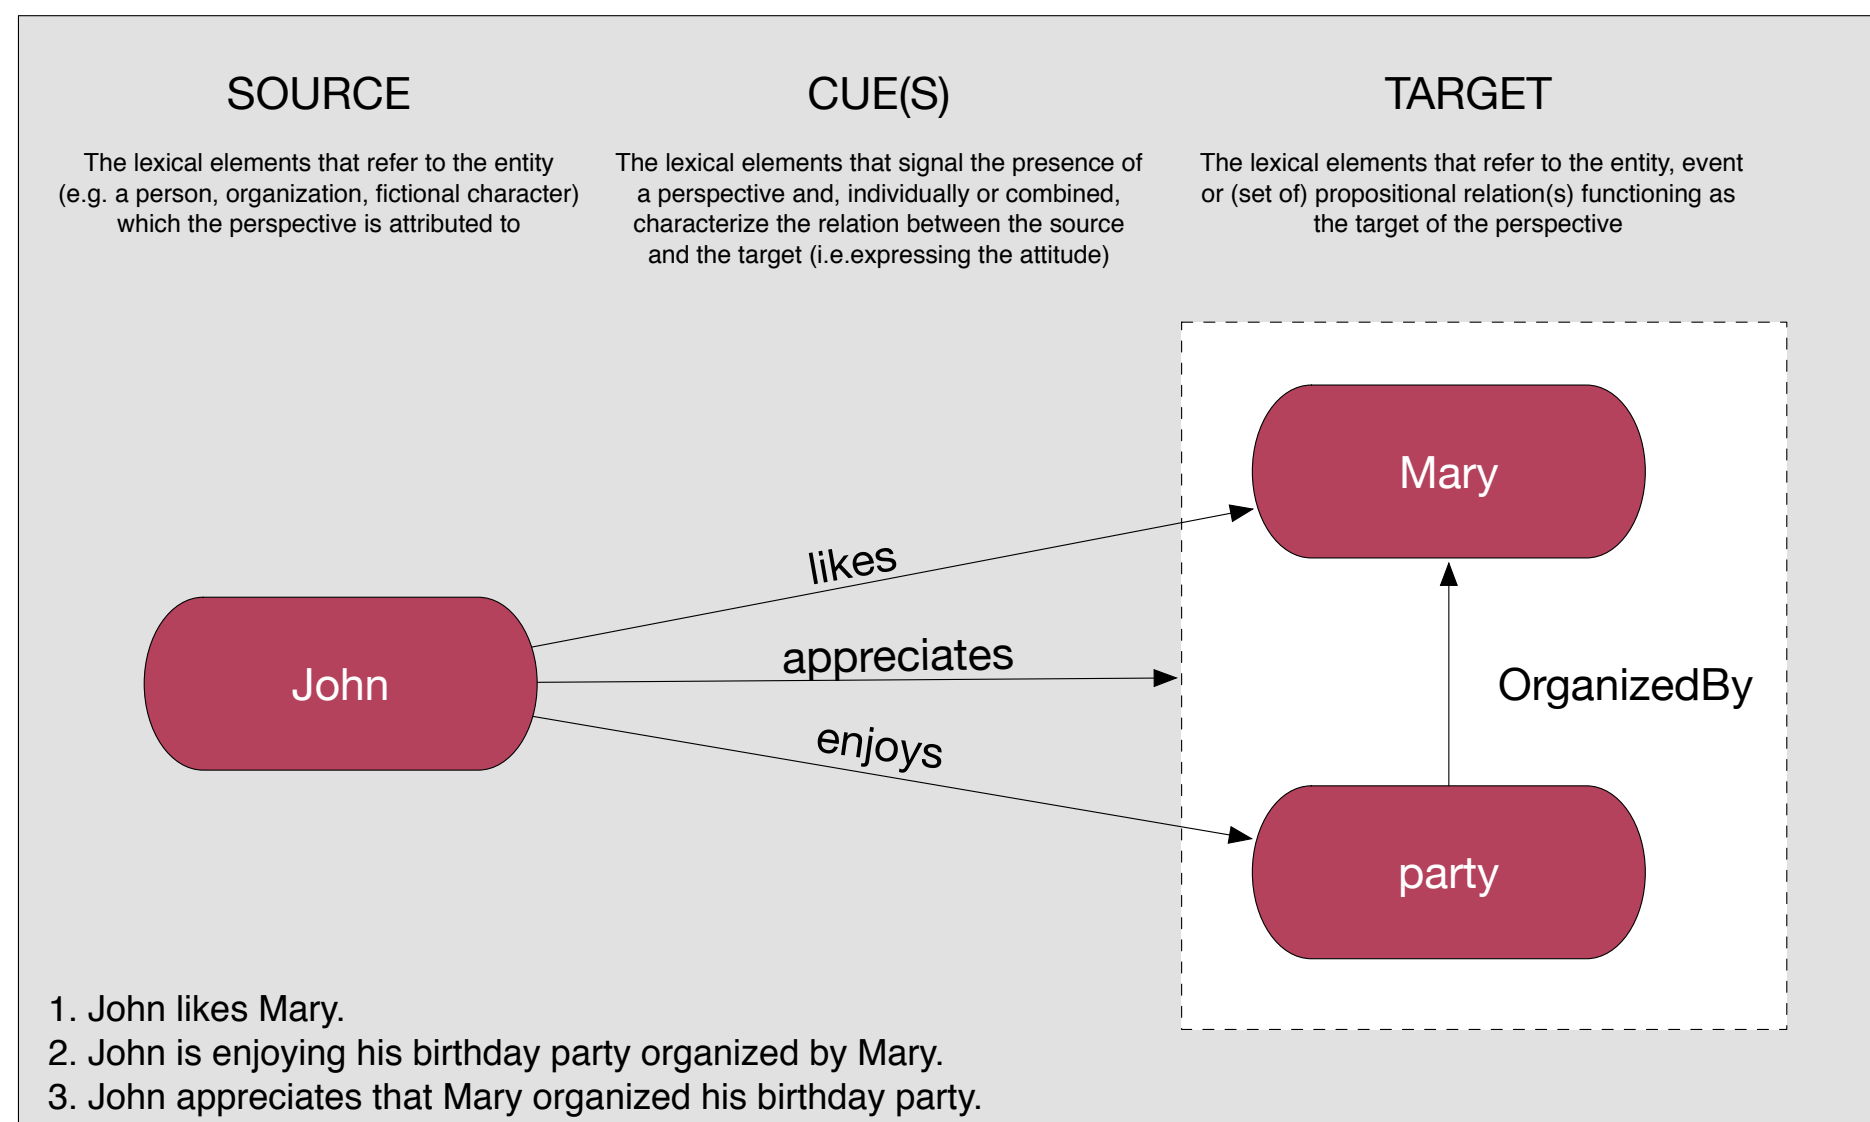 SOURCE
The lexical elements that refer to the entity
(e.g. a person, organization, fictional character)
which the perspective is attributed to
CUE(S)
The lexical elements that signal the presence of
a perspective and, individually or combined,
characterize the relation between the source
and the target (i.e.expressing the attitude)
TARGET
The lexical elements that refer to the entity, event
or (set of) propositional relation(s) functioning as
the target of the perspective
John
likes
appreciates
enjoys
Mary
OrganizedBy
party
1. John likes Mary.
2. John is enjoying his birthday party organized by Mary.
3. John appreciates that Mary organized his birthday party.